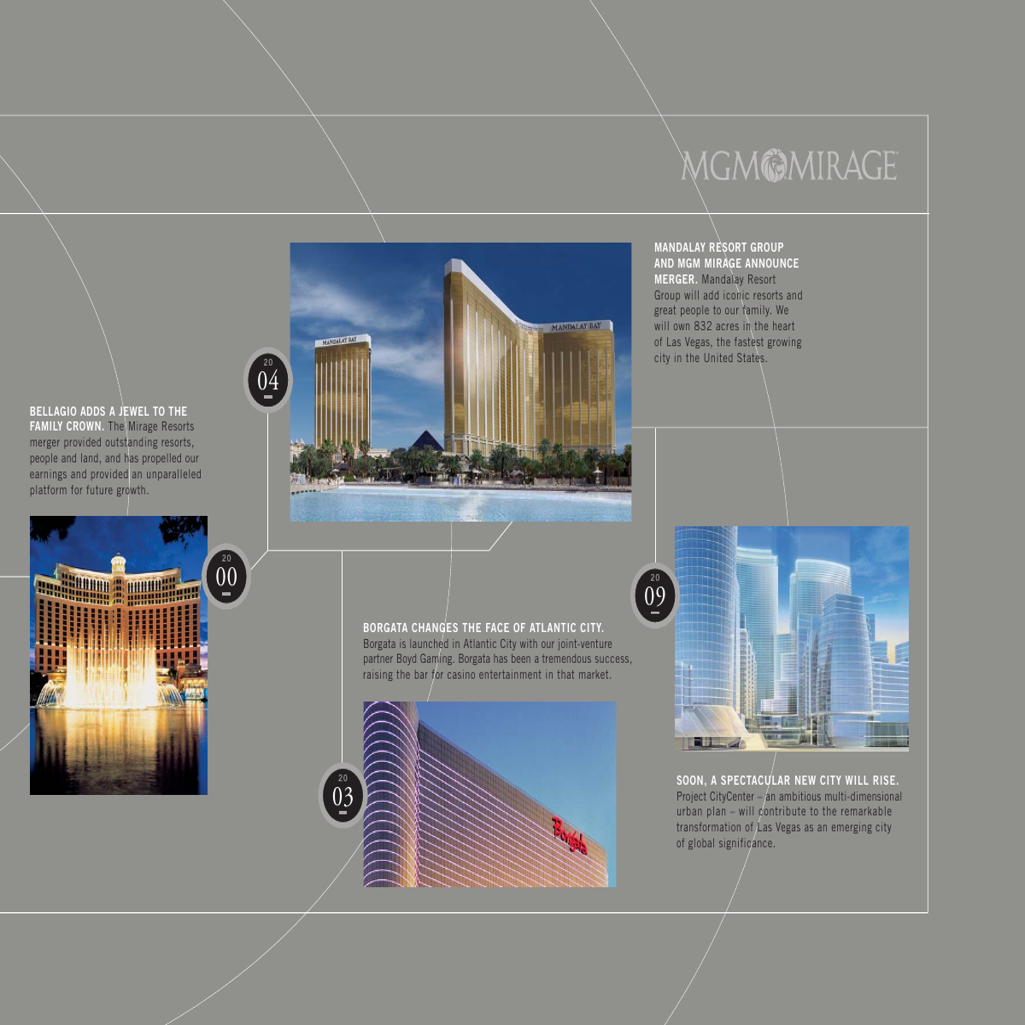 MGM MIRAGE
MANDALAY RESORT GROUP
AND MGM MIRAGE ANNOUNCE
MERGER. Mandalay Resort
Group will add iconic resorts and
great people to our family. We
will own 832 acres in the heart
of Las Vegas, the fastest growing
city in the United States.
MANDALAY BAY
MANDALAY BAY
20
04
BELLAGIO ADDS A JEWEL TO THE
FAMILY CROWN. The Mirage Resorts
merger provided outstanding resorts,
people and land, and has propelled our
earnings and provided an unparalleled
platform for future growth.
20
00
20
09
BORGATA CHANGES THE FACE OF ATLANTIC CITY.
Borgata is launched in Atlantic City with our joint-venture
partner Boyd Gaming. Borgata has been a tremendous success,
raising the bar for casino entertainment in that market.
20
03
Borgata
SOON, A SPECTACULAR NEW CITY WILL RISE.
Project CityCenter – an ambitious multi-dimensional
urban plan – will contribute to the remarkable
transformation of Las Vegas as an emerging city
of global significance.